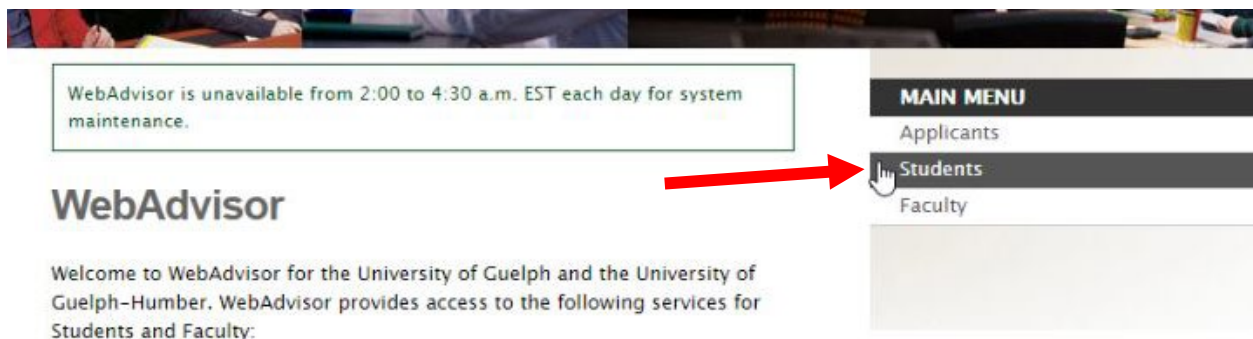 WebAdvisor is unavailable from 2:00 to 4:30 a.m. EST each day for system
maintenance.
WebAdvisor
Welcome to WebAdvisor for the University of Guelph and the University of
Guelph-Humber. WebAdvisor provides access to the following services for
Students and Faculty:
MAIN MENU
Applicants
Students
Faculty